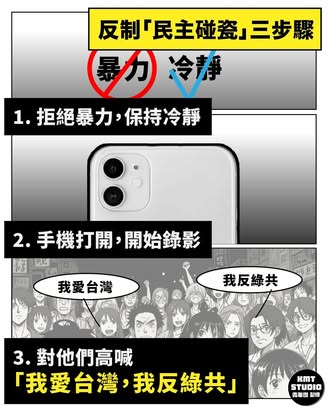 反制「民主碰瓷」三步驟
暴力 冷靜
1. 拒絕暴力，保持冷靜
2. 手機打開，開始錄影
我愛台灣
我反綠共
3. 對他們高喊
「我愛台灣，我反綠共」
KMT
STUDIO